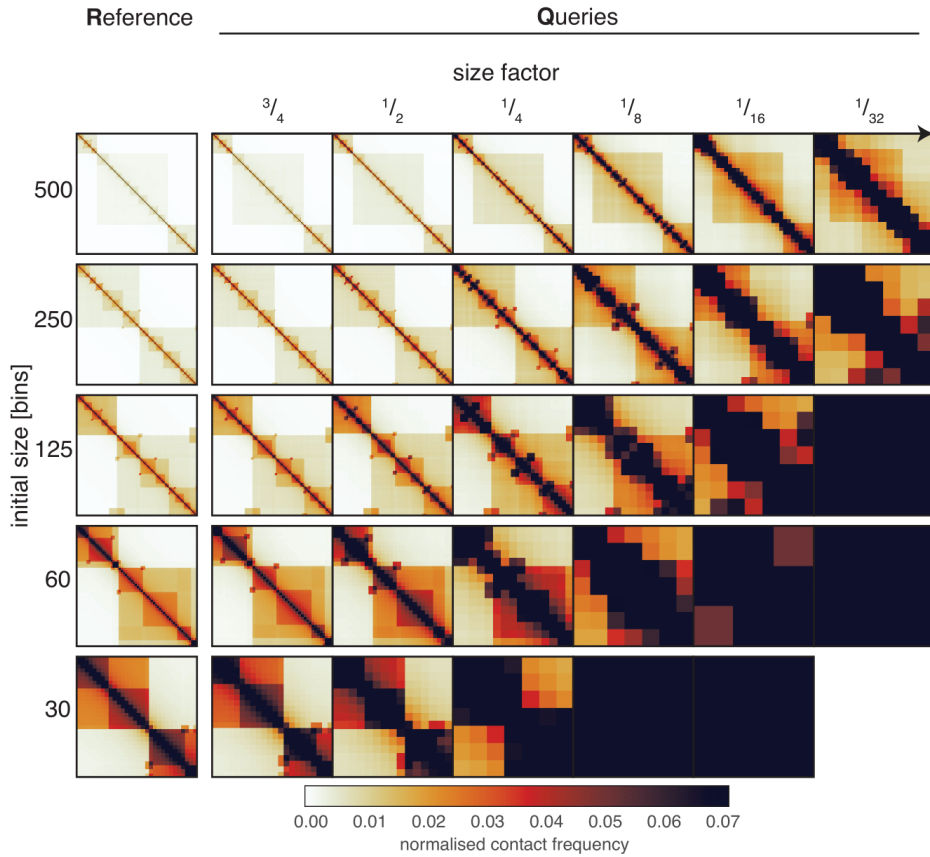 Reference
Queries
size factor
3/4
1/2
1/4
1/8
1/16
1/32
initial size [bins]
500
250
125
60
30
0.00 0.01 0.02 0.03 0.04 0.05 0.06 0.07
normalised contact frequency